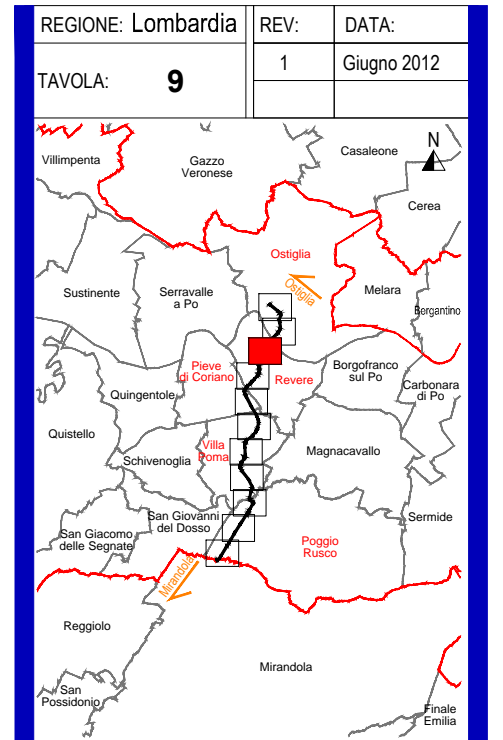 REGIONE: Lombardia
REV:
DATA:
TAVOLA: 9
1
Giugno 2012
N
Villimpenta
Gazzo
Veronese
Casaleone
Cerea
Ostiglia
Ostiglia
Sustinente
Serravalle
a Po
Melara
Bergantino
Pieve
di Coriano
Revere
Borgofranco
sul Po
Carbonara
di Po
Quingentole
Quistello
Schivenoglia
Villa
Poma
Magnacavallo
San Giovanni
del Dosso
Sermide
San Giacomo
delle Segnate
Poggio
Rusco
Mirandola
Reggiolo
Mirandola
San
Possidonio
Finale
Emilia